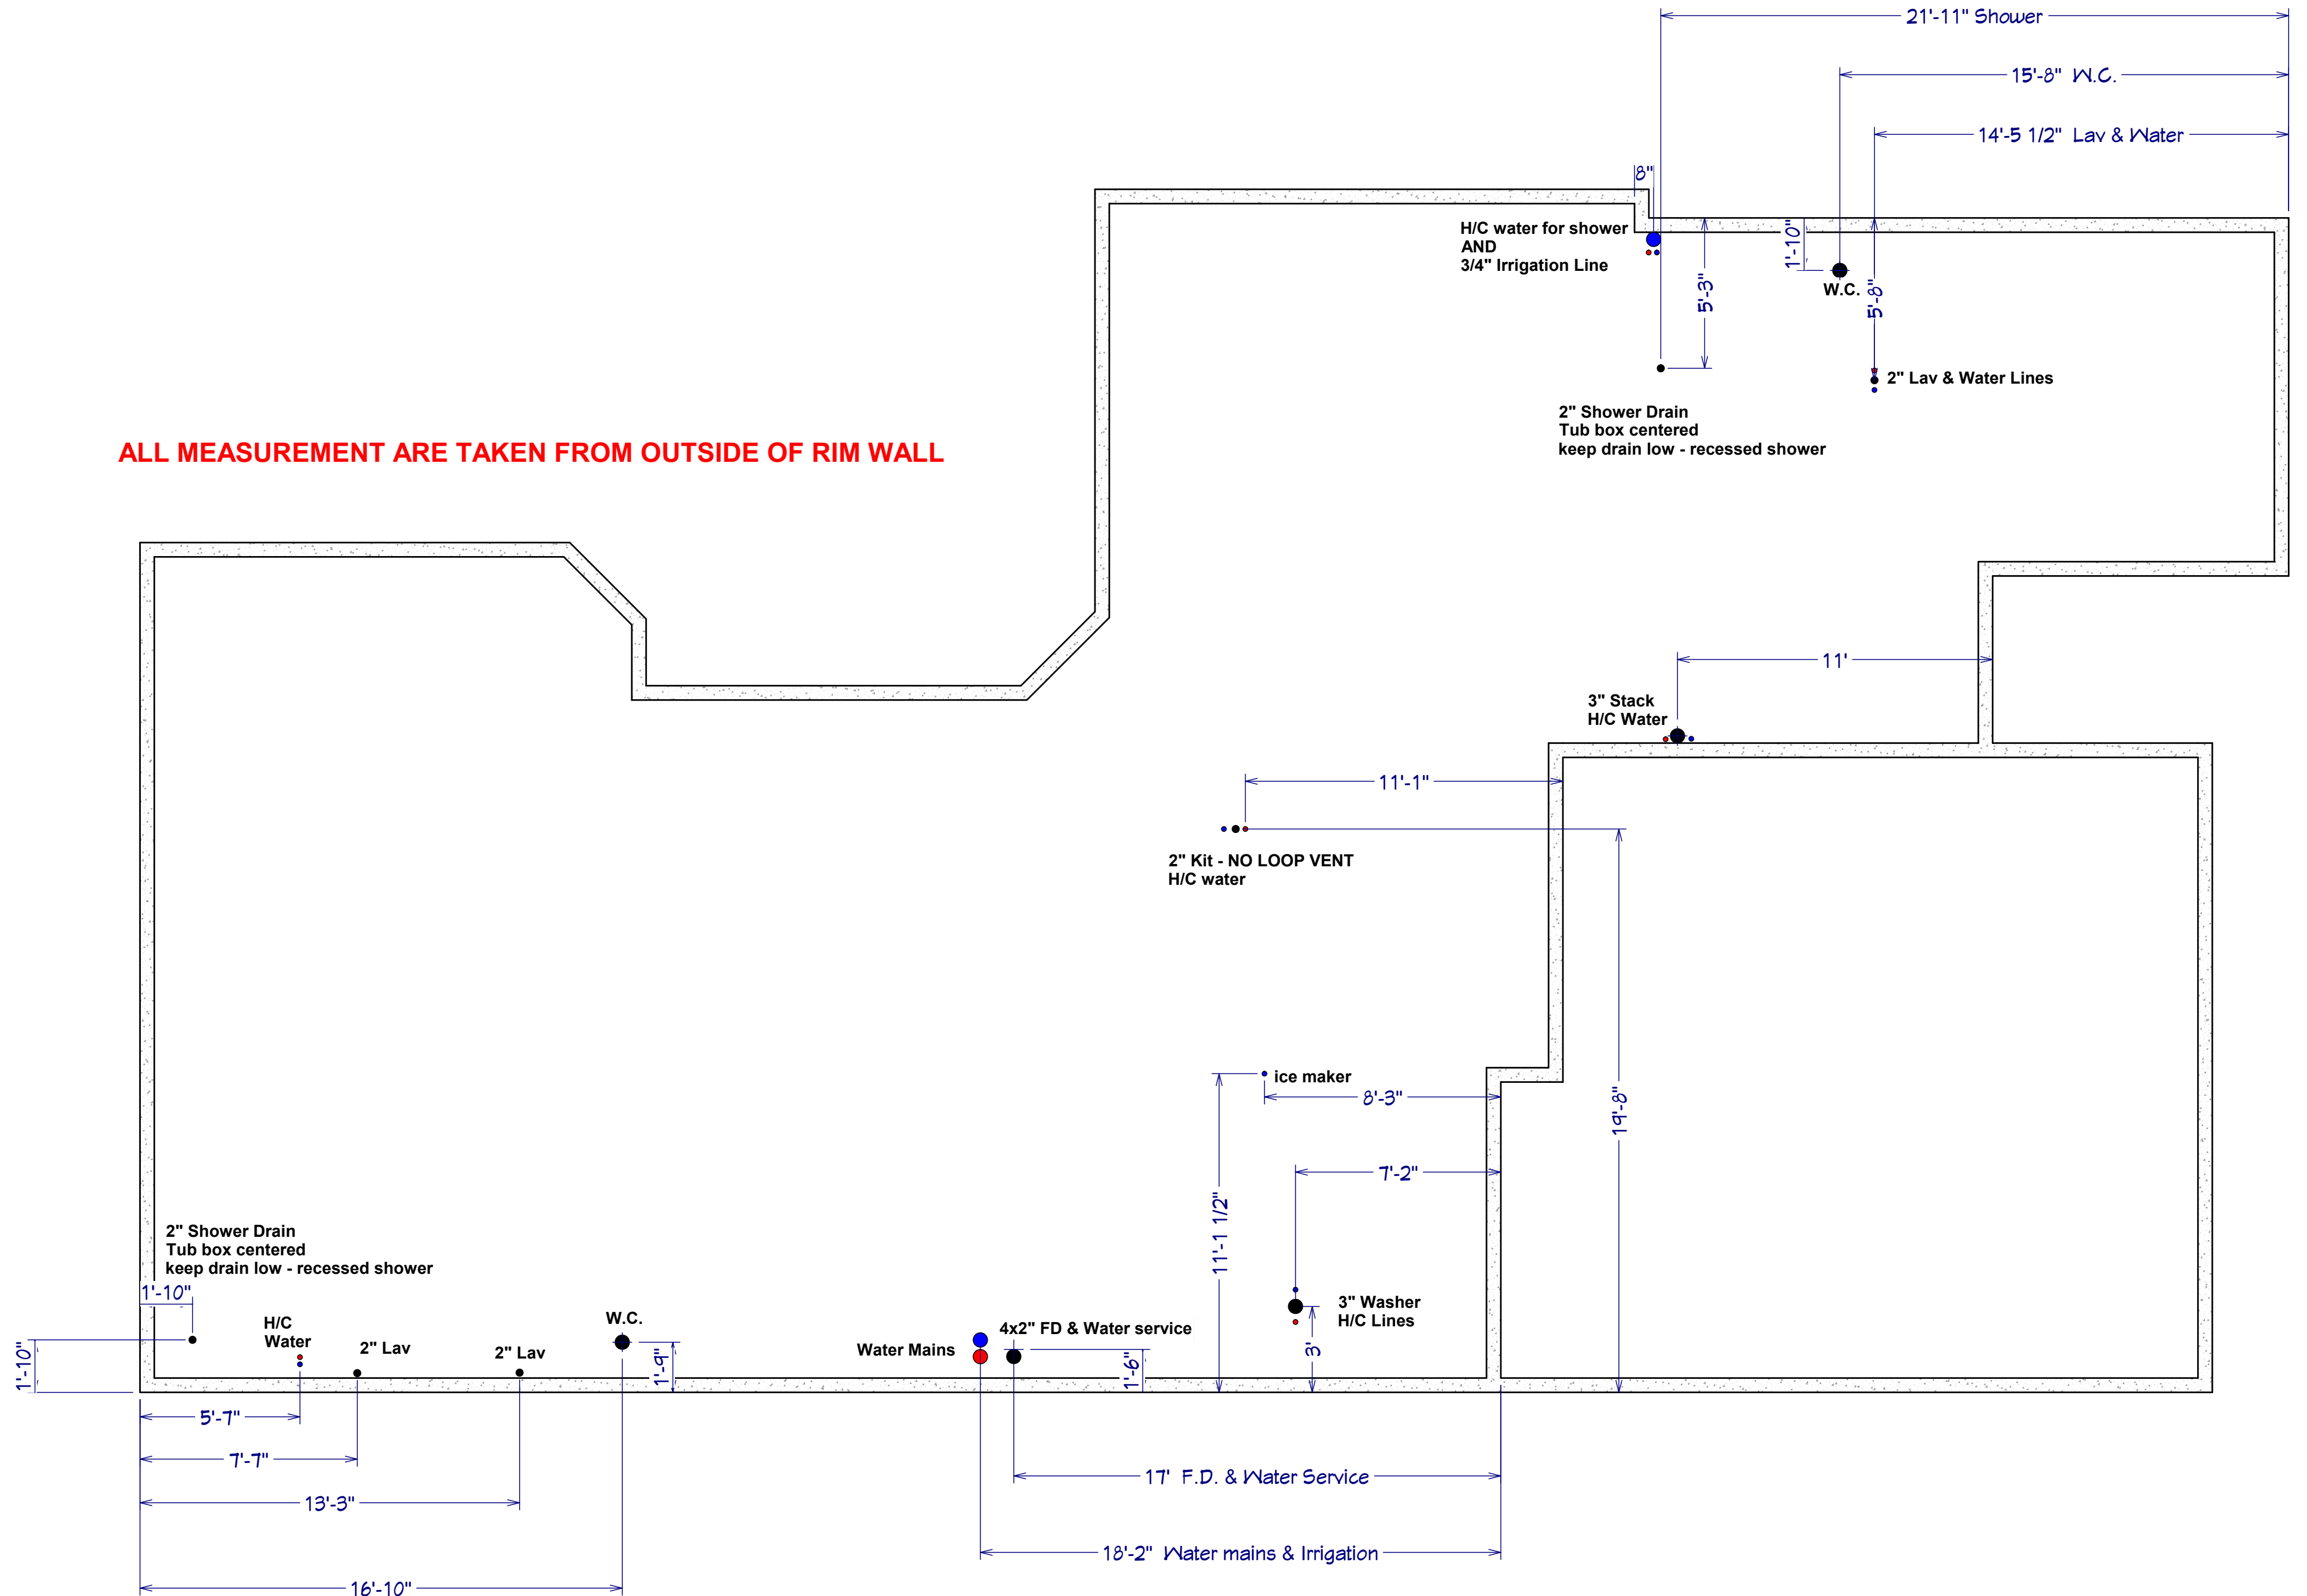 21'-11" Shower
15'-8" W.C.
14'-5 1/2" Lav & Water
8"
H/C water for shower
AND
3/4" Irrigation Line
1'-10"
W.C.
5'-3"
5'-8"
2" Lav & Water Lines
2" Shower Drain
Tub box centered
keep drain low - recessed shower
ALL MEASUREMENT ARE TAKEN FROM OUTSIDE OF RIM WALL
11'
3" Stack
H/C Water
11'-1"
2" Kit - NO LOOP VENT
H/C water
ice maker
8'-3"
19'-8"
7'-2"
11'-1 1/2"
2" Shower Drain
Tub box centered
keep drain low - recessed shower
1'-10"
H/C
Water
2" Lav
2" Lav
W.C.
1'-10"
1'-9"
Water Mains
4x2" FD & Water service
1'-6"
3" Washer
H/C Lines
3'
5'-7"
7'-7"
13'-3"
16'-10"
17' F.D. & Water Service
18'-2" Water mains & Irrigation